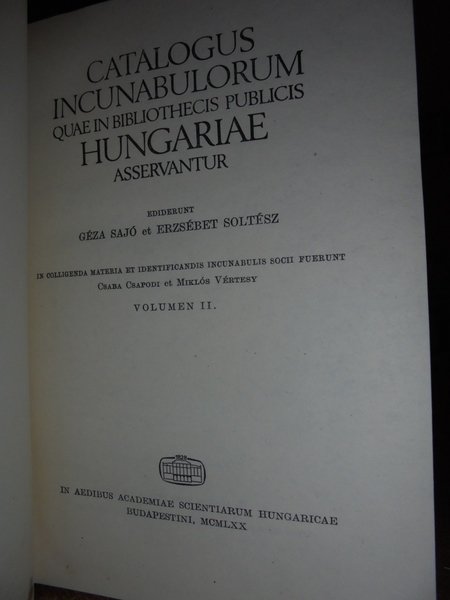 CATALOGUS
INCUNABULORUM
QUAE IN BIBLIOTHECIS PUBLICIS
HUNGARIAE
ASSERVANTUR
EDIDERUNT
GÉZA SAJÓ et ERZSÉBET SOLTÉSZ
IN COLLIGENDA MATERIA ET IDENTIFICANDIS INCUNABULIS SOCII FUERUNT
CSABA CSAPODI et MIKLÓS VÉRTESY
VOLUMEN II.
1828
IN AEDIBUS ACADEMIAE SCIENTIARUM HUNGARICAE
BUDAPESTINI, MCMLXX